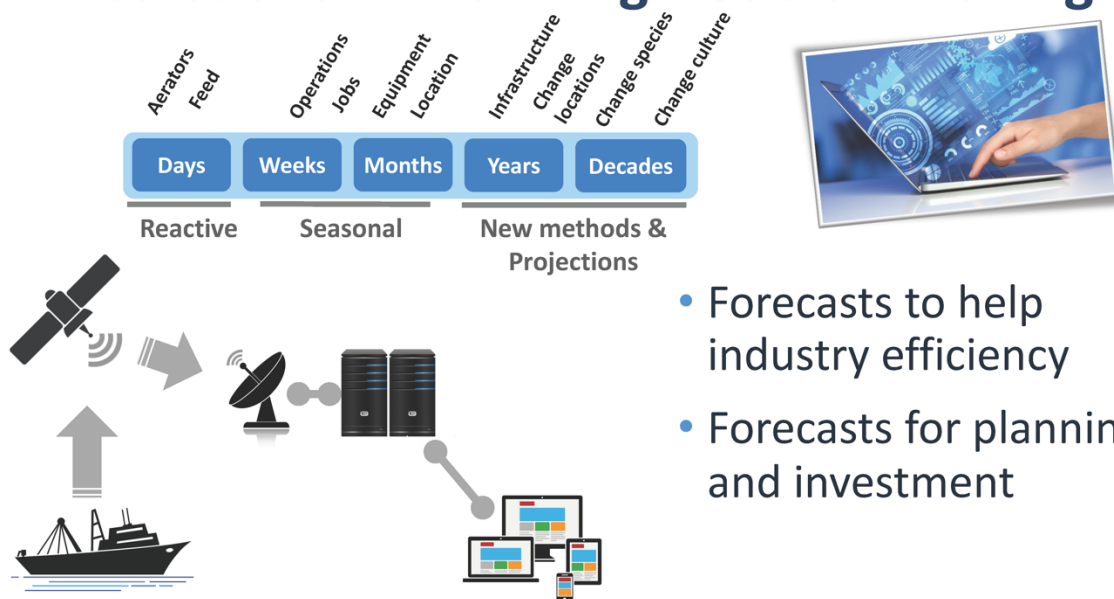 Aerators
Feed
Operations
Jobs
Equipment
Location
Infrastructure
Change
locations
Change species
Change culture
Days
Weeks
Months
Years
Decades
Reactive
Seasonal
New methods &
Projections
• Forecasts to help
industry efficiency
• Forecasts for plannin
and investment